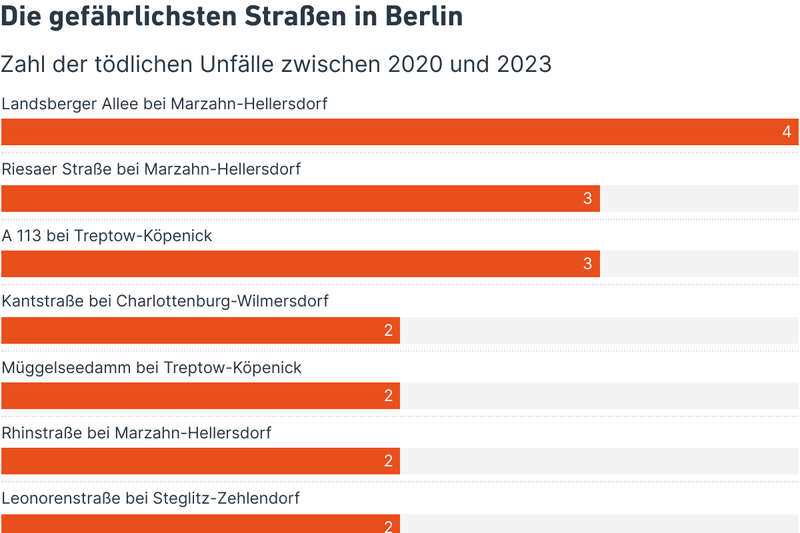 Die gefährlichsten Straßen in Berlin
Zahl der tödlichen Unfälle zwischen 2020 und 2023
Landsberger Allee bei Marzahn-Hellersdorf
4
Riesaer Straße bei Marzahn-Hellersdorf
3
A 113 bei Treptow-Köpenick
3
Kantstraße bei Charlottenburg-Wilmersdorf
2
Müggelseedamm bei Treptow-Köpenick
2
Rhinstraße bei Marzahn-Hellersdorf
2
Leonorenstraße bei Steglitz-Zehlendorf
2